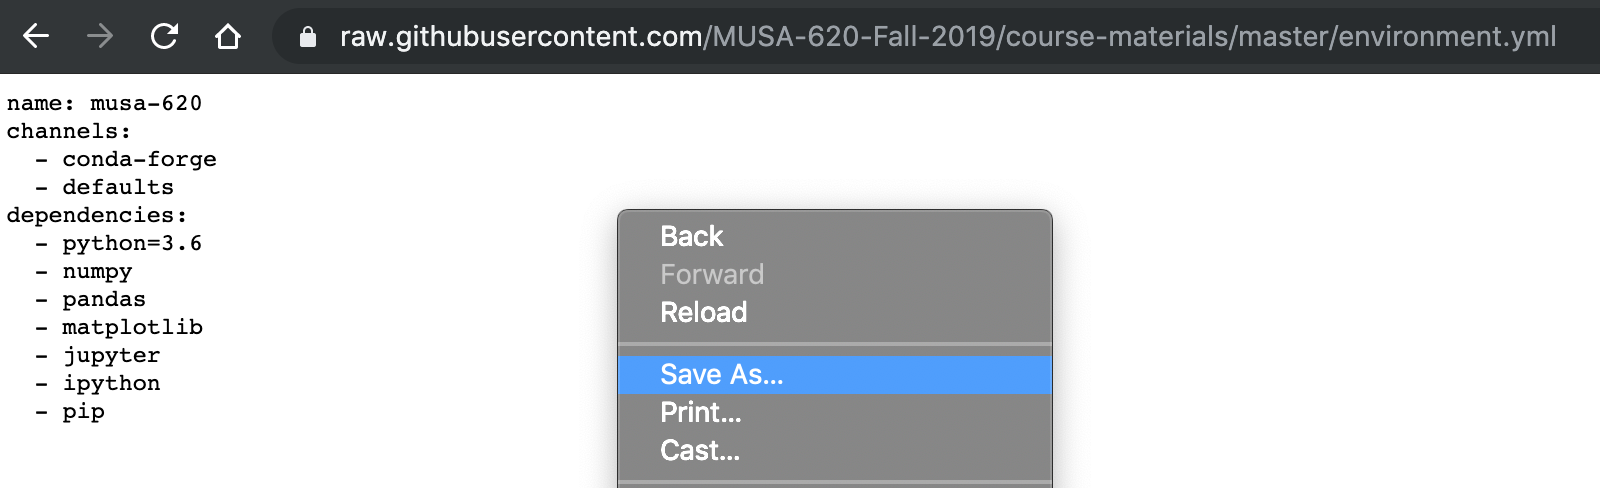 raw.githubusercontent.com/MUSA-620-Fall-2019/course-materials/master/environment.yml
name: musa-620
channels:
  - conda-forge
  - defaults
dependencies:
  - python=3.6
  - numpy
  - pandas
  - matplotlib
  - jupyter
  - ipython
  - pip
Back
Forward
Reload
Save As...
Print...
Cast...